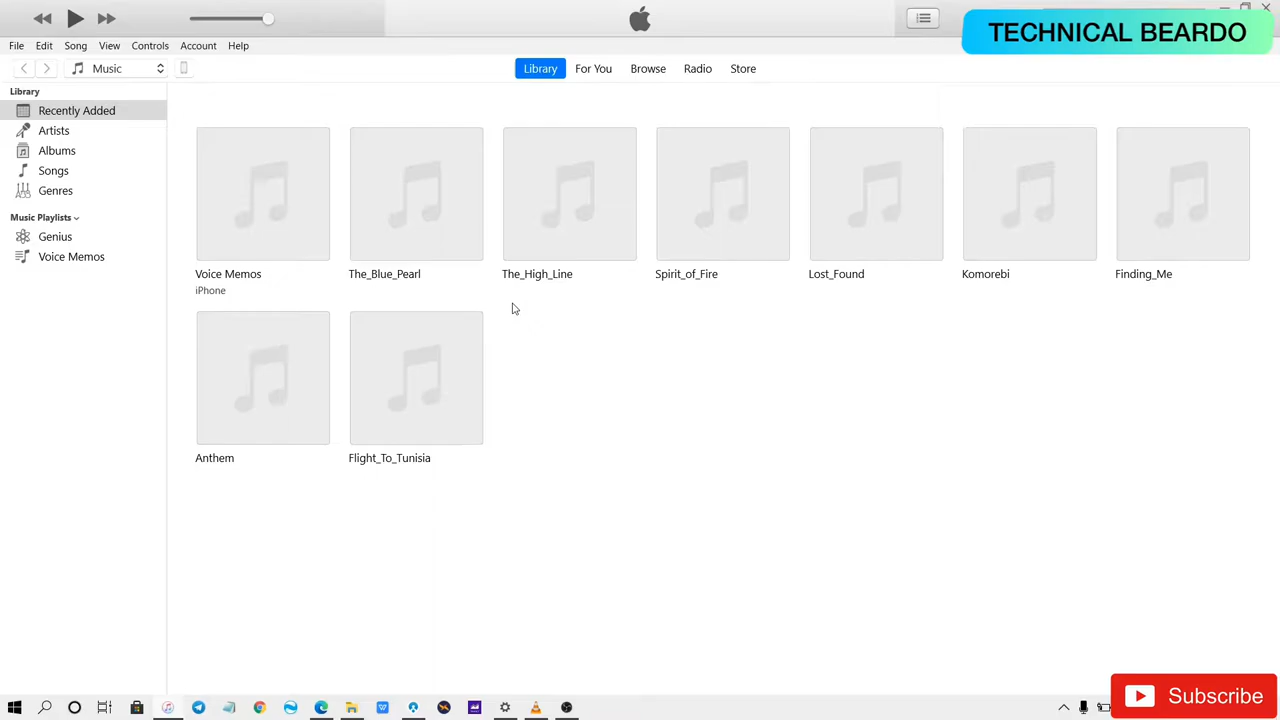 TECHNICAL BEARDO
File Edit Song View Controls Account Help
Music
Library For You Browse Radio Store
Library
Recently Added
Artists
Albums
Songs
Genres
Music Playlists
Genius
Voice Memos
Voice Memos The_Blue_Pearl The_High_Line Spirit_of_Fire Lost_Found Komorebi Finding_Me
iPhone
Anthem Flight_To_Tunisia
Subscribe